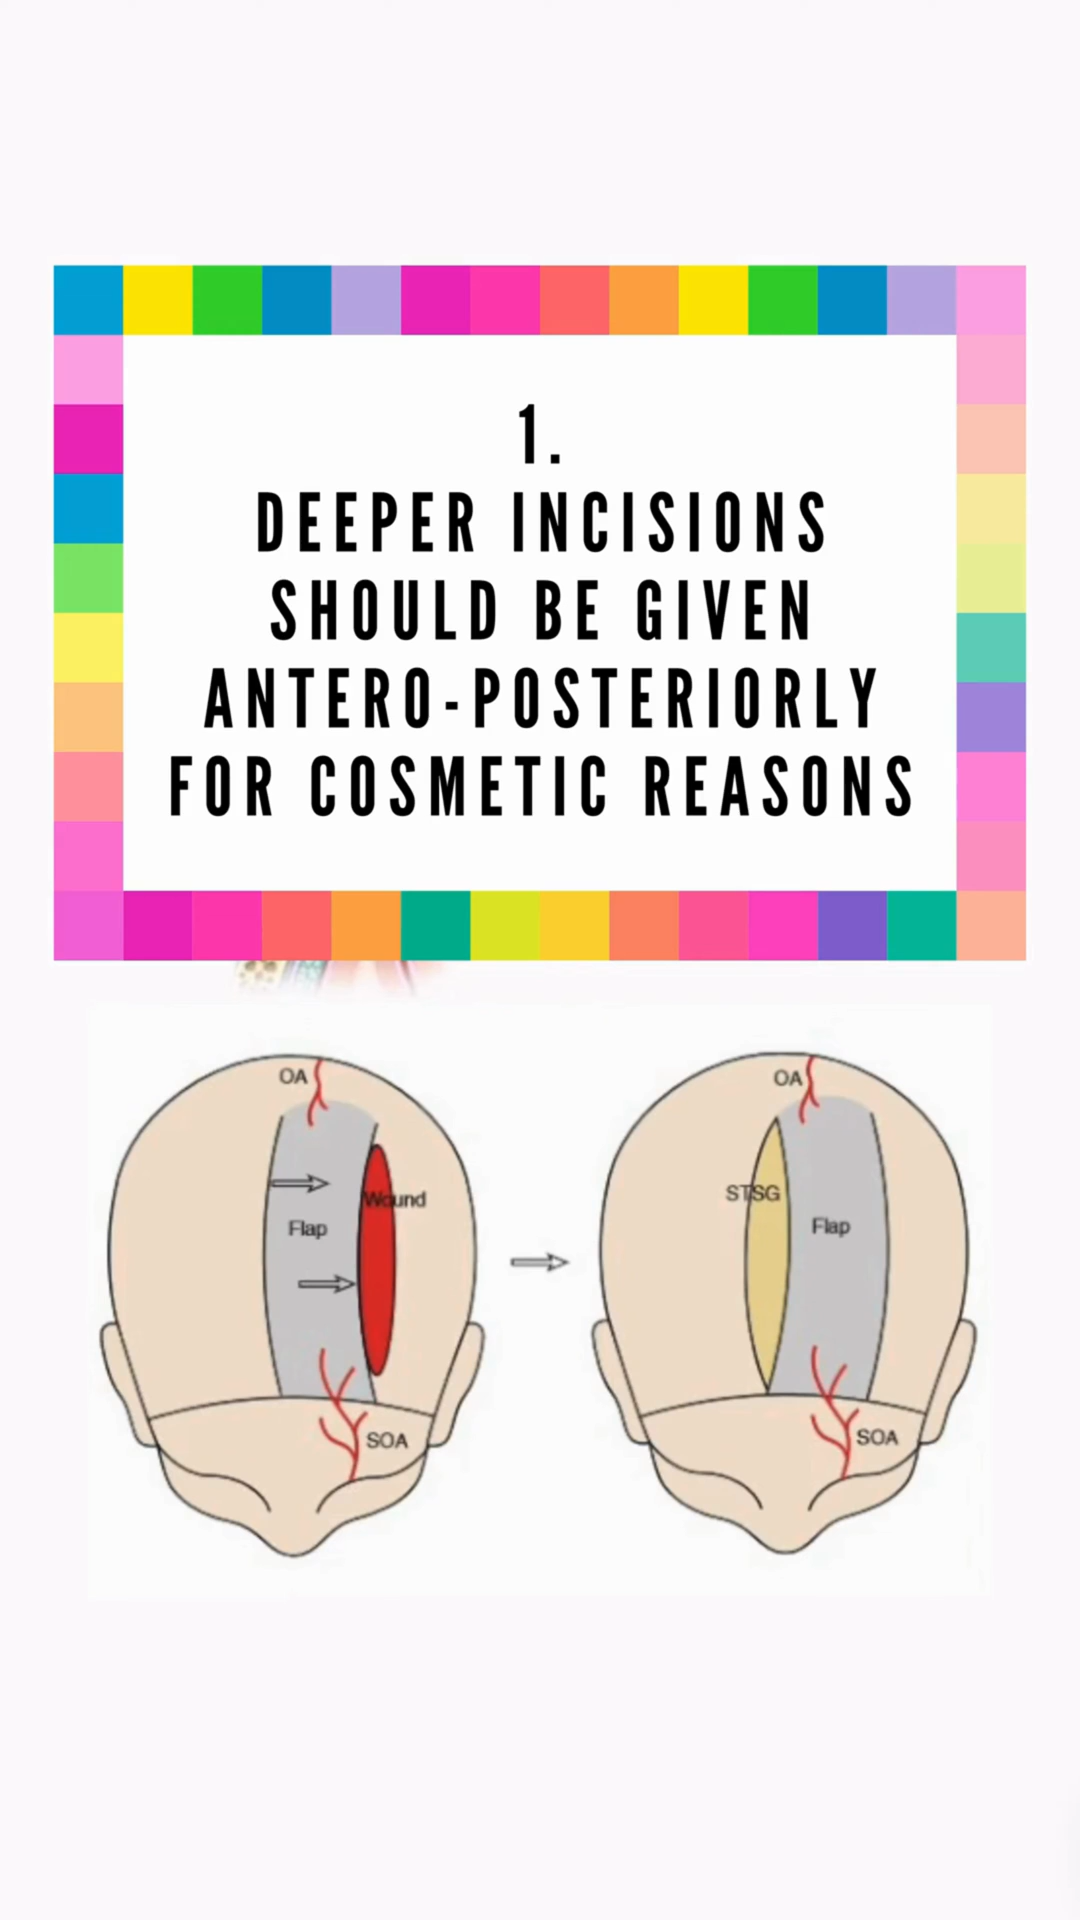 1.
DEEPER INCISIONS
SHOULD BE GIVEN
ANTERO-POSTERIORLY
FOR COSMETIC REASONS
OA
Wound
Flap
SOA
OA
STSG
Flap
SOA